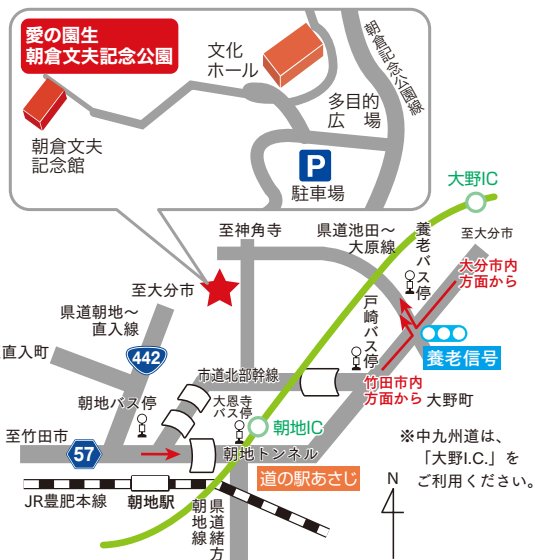 愛の園生
朝倉文夫記念公園
文化
ホール
朝倉記念公園線
多目的
広場
朝倉文夫
記念館
P
駐車場
大野IC
至神角寺
県道池田〜
大原線
養老バス停
至大分市
大分市内
方面から
至大分市
県道朝地〜
直入線
戸崎バス停
直入町
442
養老信号
市道北部幹線
竹田市内
方面から
大野町
朝地バス停
大恩寺
バス停
朝地IC
至竹田市
57
朝地トンネル
道の駅あさじ
※中九州道は、
「大野I.C.」を
ご利用ください。
JR豊肥本線
朝地駅
県道緒方
朝地線
N